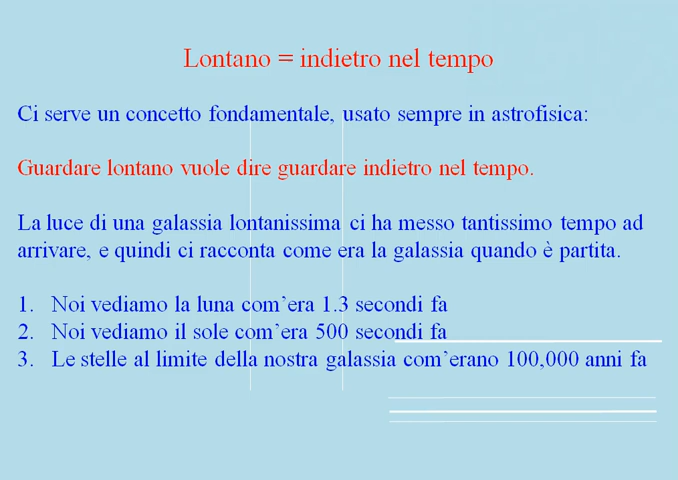 Lontano = indietro nel tempo
Ci serve un concetto fondamentale, usato sempre in astrofisica:
Guardare lontano vuole dire guardare indietro nel tempo.
La luce di una galassia lontanissima ci ha messo tantissimo tempo ad
arrivare, e quindi ci racconta come era la galassia quando è partita.
1. Noi vediamo la luna com’era 1.3 secondi fa
2. Noi vediamo il sole com’era 500 secondi fa
3. Le stelle al limite della nostra galassia com’erano 100,000 anni fa